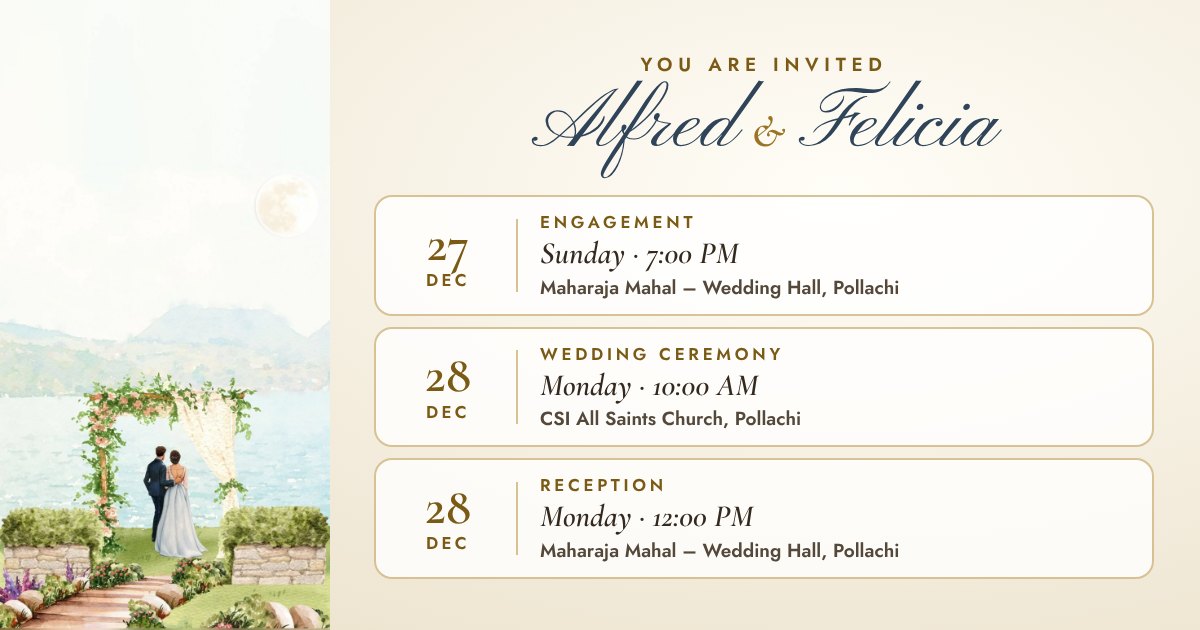 YOU ARE INVITED
Alfred & Felicia
27
DEC
ENGAGEMENT
Sunday · 7:00 PM
Maharaja Mahal – Wedding Hall, Pollachi
28
DEC
WEDDING CEREMONY
Monday · 10:00 AM
CSI All Saints Church, Pollachi
28
DEC
RECEPTION
Monday · 12:00 PM
Maharaja Mahal – Wedding Hall, Pollachi